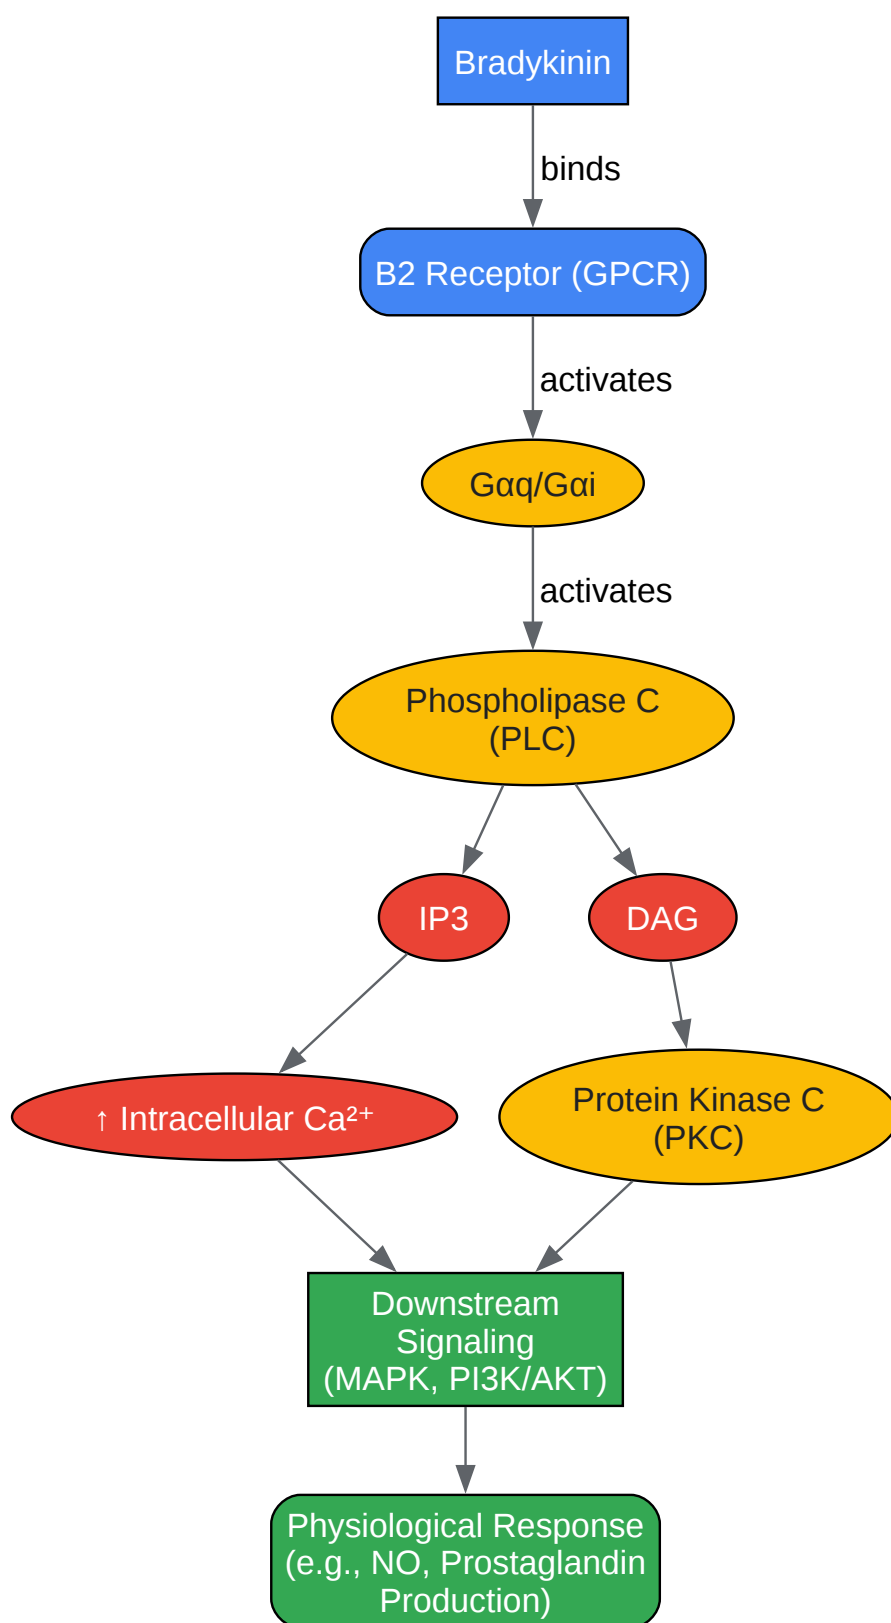 Bradykinin
binds
B2 Receptor (GPCR)
activates
Gαq/Gαi
activates
Phospholipase C
(PLC)
IP3
DAG
↑ Intracellular Ca²⁺
Protein Kinase C
(PKC)
Downstream
Signaling
(MAPK, PI3K/AKT)
Physiological Response
(e.g., NO, Prostaglandin
Production)